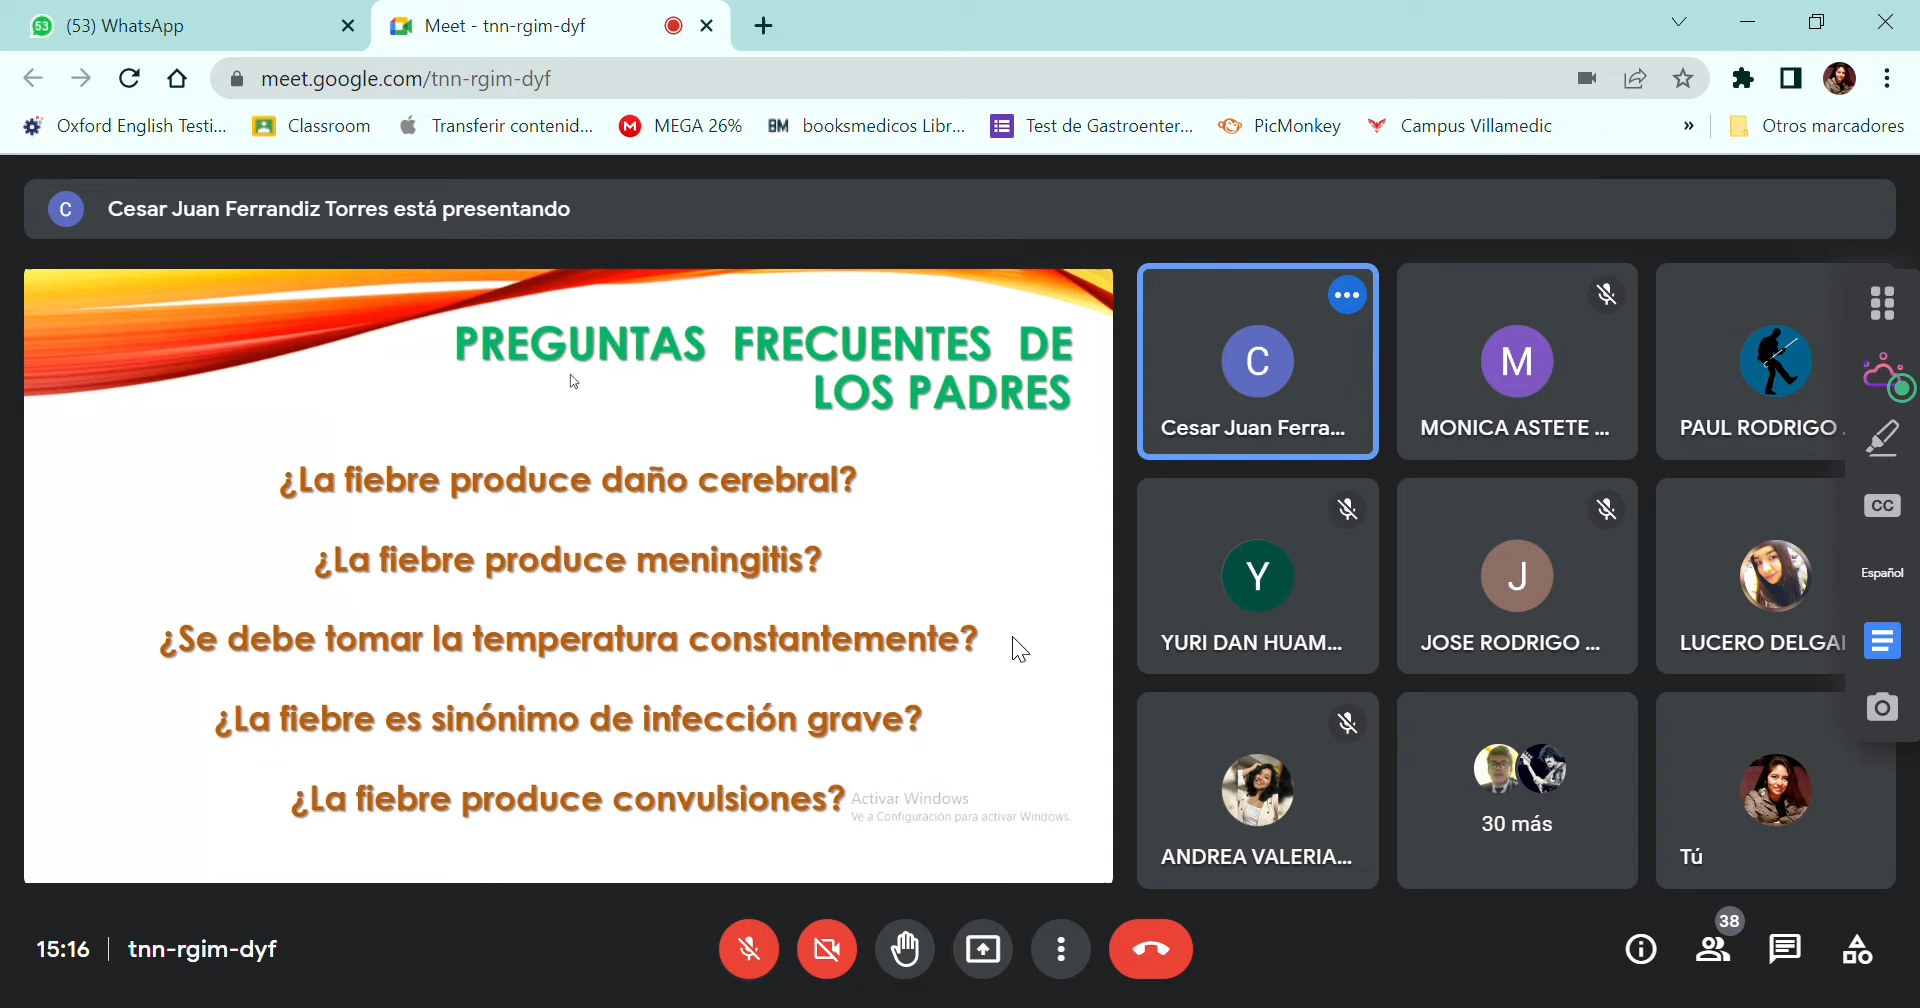 53
(53) WhatsApp
Meet - tnn-rgim-dyf
meet.google.com/tnn-rgim-dyf
Oxford English Testi...
Classroom
Transferir contenid...
M
MEGA 26%
BM
booksmedicos Libr...
Test de Gastroenter...
PicMonkey
Campus Villamedic
»
Otros marcadores
C
Cesar Juan Ferrandiz Torres está presentando
PREGUNTAS FRECUENTES DE
LOS PADRES
¿La fiebre produce daño cerebral?
¿La fiebre produce meningitis?
¿Se debe tomar la temperatura constantemente?
¿La fiebre es sinónimo de infección grave?
¿La fiebre produce convulsiones?
Activar Windows
Ve a Configuración para activar Windows.
C
Cesar Juan Ferra...
M
MONICA ASTETE ...
PAUL RODRIGO
Y
YURI DAN HUAM...
J
JOSE RODRIGO ...
LUCERO DELGA
ANDREA VALERIA...
30 más
Tú
CC
Español
15:16
tnn-rgim-dyf
38